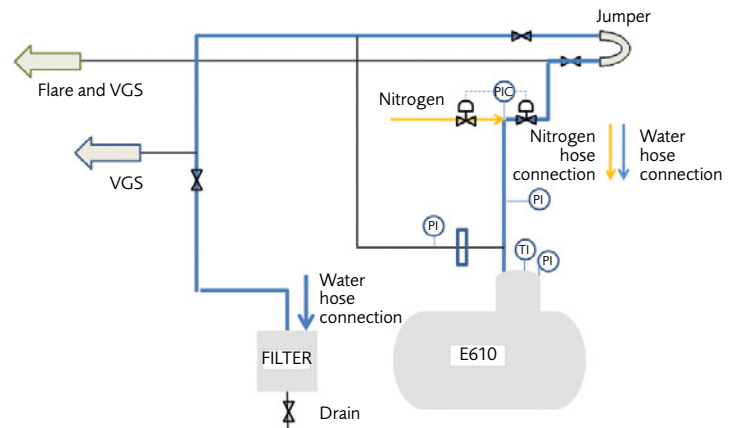 Jumper
Flare and VGS
Nitrogen
PIC
Nitrogen
hose
connection
Water
hose
connection
VGS
PI
PI
TI
PI
Water
hose
connection
FILTER
E610
Drain